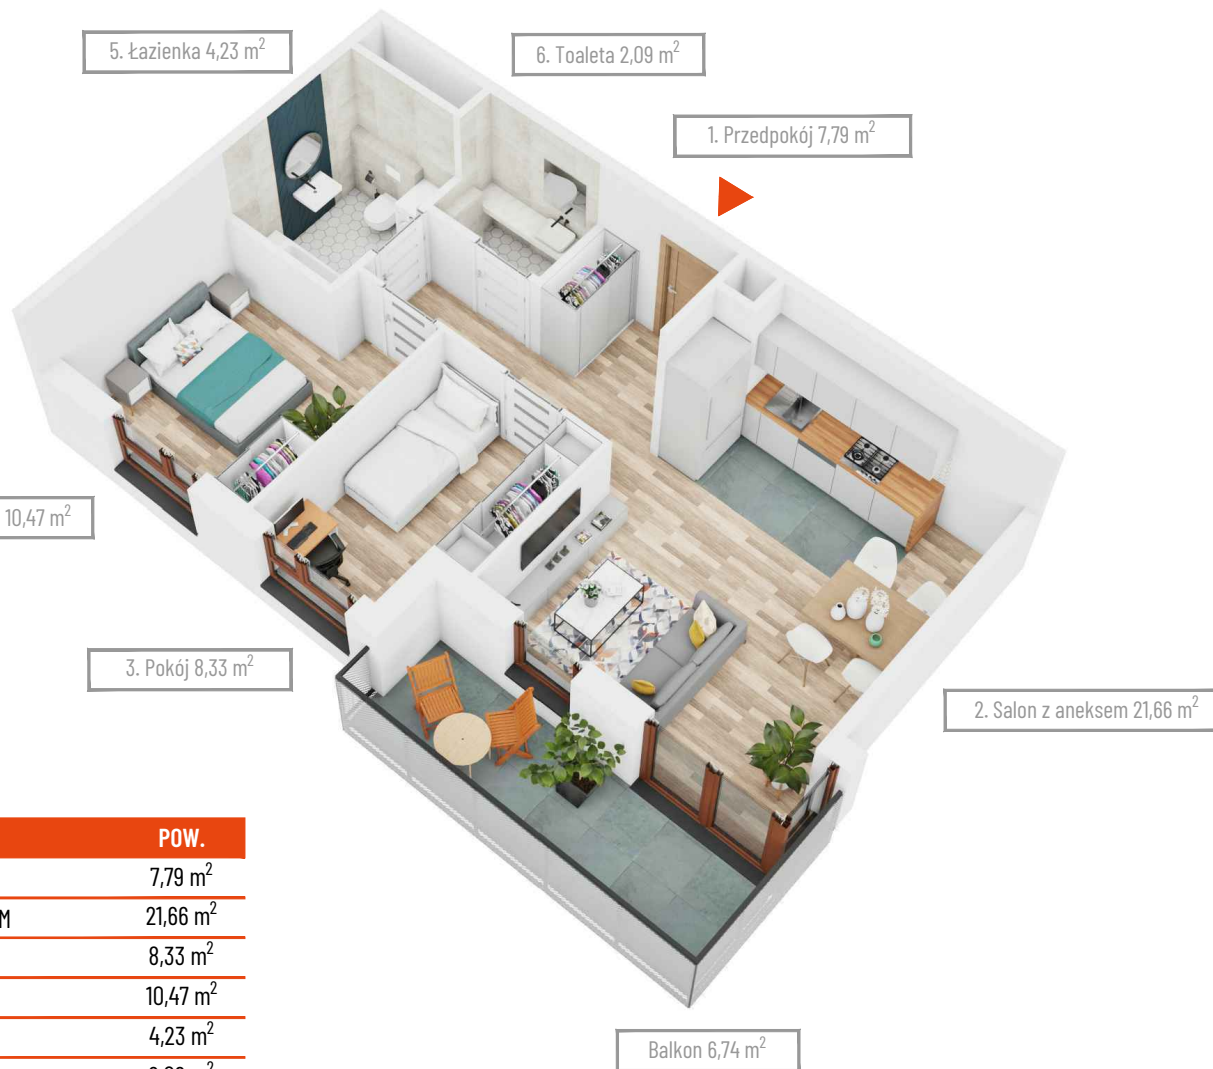 5. Łazienka 4,23 m²
6. Toaleta 2,09 m²
1. Przedpokój 7,79 m²
10,47 m²
3. Pokój 8,33 m²
2. Salon z aneksem 21,66 m²
POW.
7,79 m²
M 21,66 m²
8,33 m²
10,47 m²
4,23 m²
Balkon 6,74 m²